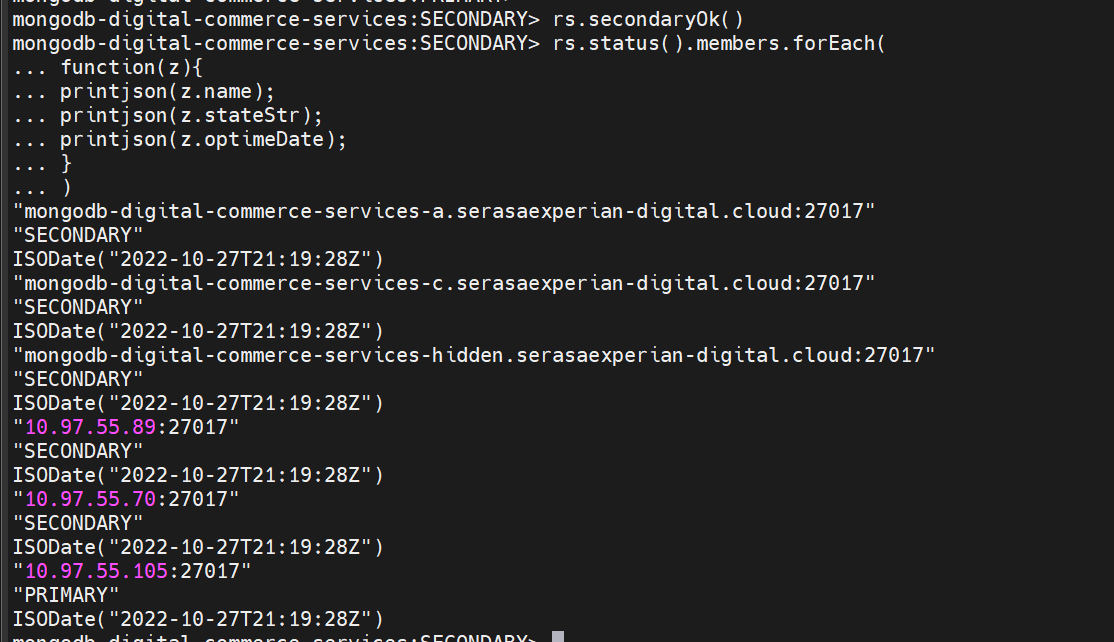 mongodb-digital-commerce-services:PRIMARY>
mongodb-digital-commerce-services:SECONDARY> rs.secondaryOk()
mongodb-digital-commerce-services:SECONDARY> rs.status().members.forEach(
... function(z){
... printjson(z.name);
... printjson(z.stateStr);
... printjson(z.optimeDate);
... }
... )
"mongodb-digital-commerce-services-a.serasaexperian-digital.cloud:27017"
"SECONDARY"
ISODate("2022-10-27T21:19:28Z")
"mongodb-digital-commerce-services-c.serasaexperian-digital.cloud:27017"
"SECONDARY"
ISODate("2022-10-27T21:19:28Z")
"mongodb-digital-commerce-services-hidden.serasaexperian-digital.cloud:27017"
"SECONDARY"
ISODate("2022-10-27T21:19:28Z")
"10.97.55.89:27017"
"SECONDARY"
ISODate("2022-10-27T21:19:28Z")
"10.97.55.70:27017"
"SECONDARY"
ISODate("2022-10-27T21:19:28Z")
"10.97.55.105:27017"
"PRIMARY"
ISODate("2022-10-27T21:19:28Z")
mongodb-digital-commerce-services:SECONDARY>